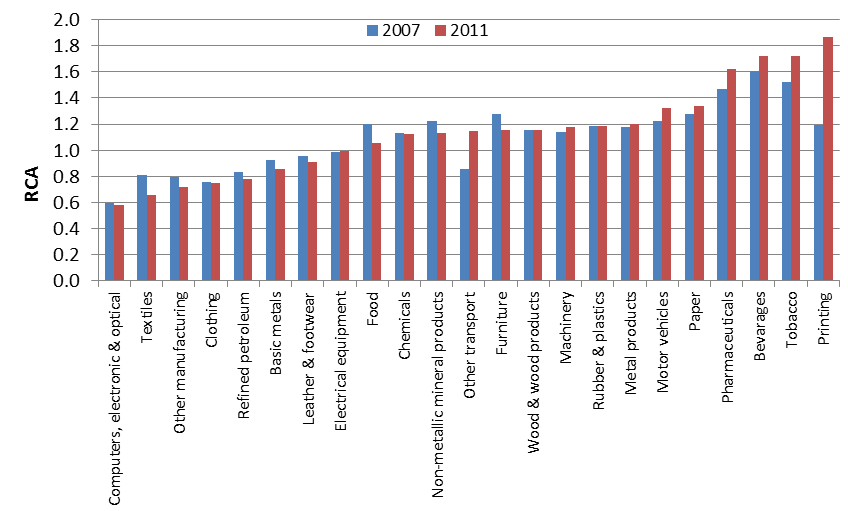 2.0
1.8
1.6
1.4
1.2
1.0
0.8
0.6
0.4
0.2
0.0
RCA
2007
2011
Computers, electronic & optical
Textiles
Other manufacturing
Clothing
Refined petroleum
Basic metals
Leather & footwear
Electrical equipment
Food
Chemicals
Non-metallic mineral products
Other transport
Furniture
Wood & wood products
Machinery
Rubber & plastics
Metal products
Motor vehicles
Paper
Pharmaceuticals
Bevarages
Tobacco
Printing